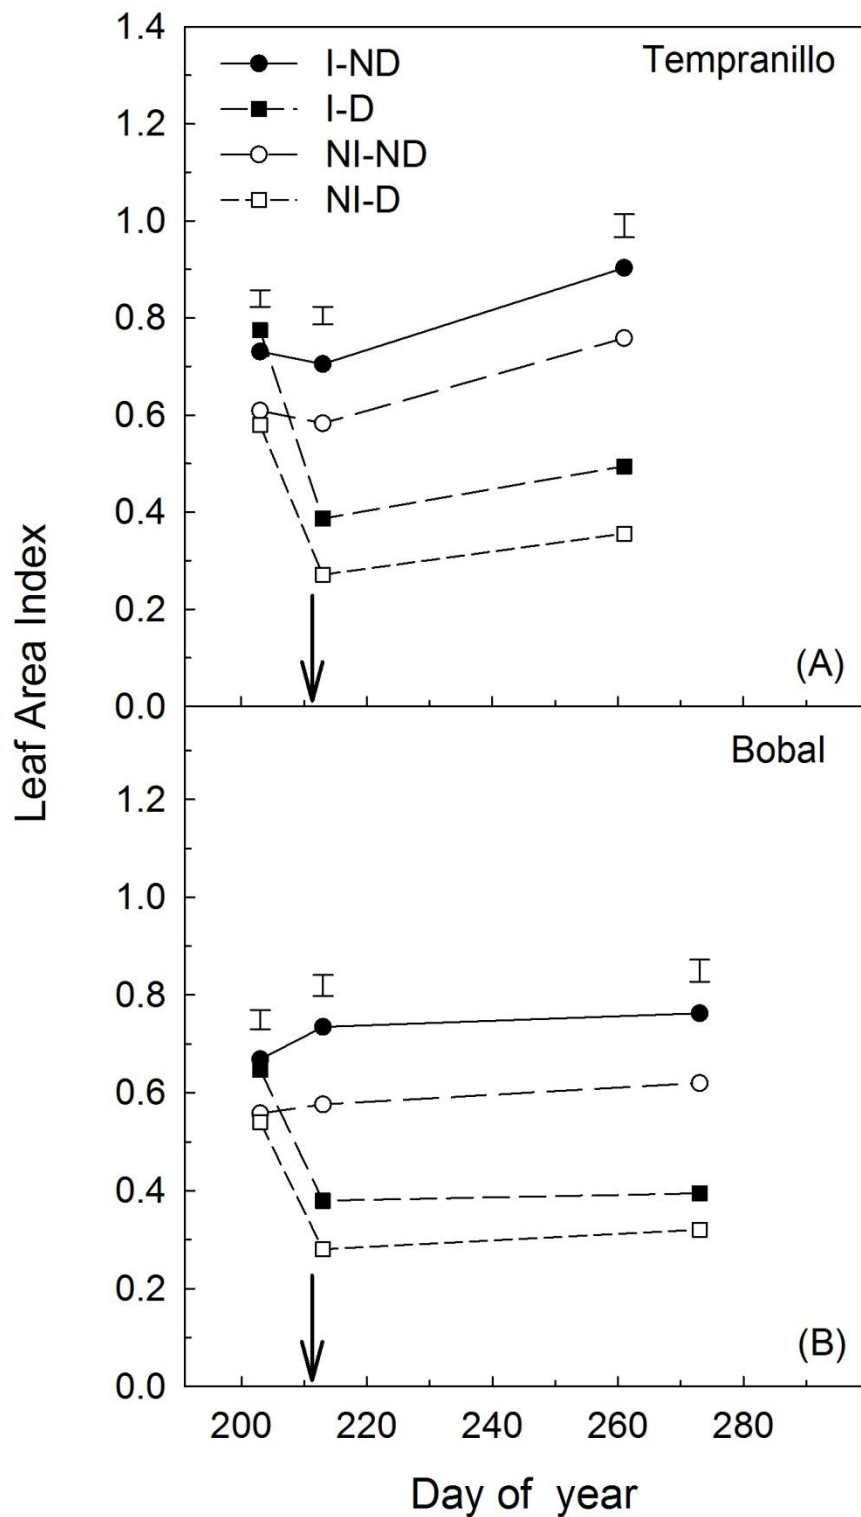 1.4
Tempranillo
I-ND
I-D
NI-ND
NI-D
1.2
1.0
0.8
0.6
0.4
0.2
0.0
(A)
Leaf Area Index
Bobal
1.2
1.0
0.8
0.6
0.4
0.2
0.0
(B)
200 220 240 260 280
Day of year